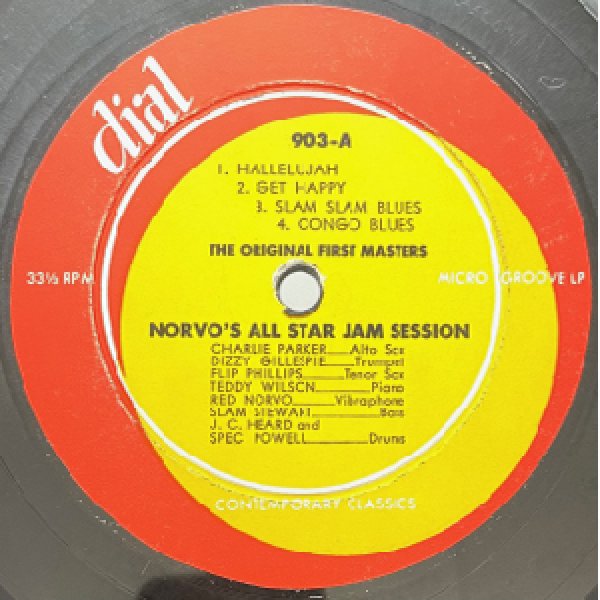 dial
903-A
1. HALLELUJAH
2. GET HAPPY
3. SLAM SLAM BLUES
4. CONGO BLUES
THE ORIGINAL FIRST MASTERS
33⅓ RPM
MICRO GROOVE LP
NORVO'S ALL STAR JAM SESSION
CHARLIE PARKER......Alto Sax
DIZZY GILLESPIE......Trumpet
FLIP PHILLIPS......Tenor Sax
TEDDY WILSON......Piano
RED NORVO......Vibraphone
SLAM STEWART......Bass
J. C. HEARD and
SPEC POWELL......Drums
CONTEMPORARY CLASSICS